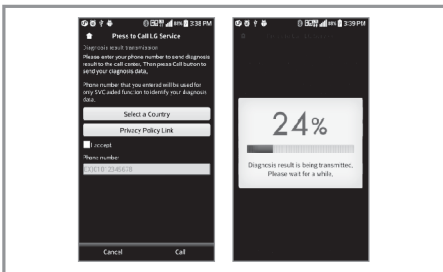 3:38 PM
Press to Call LG Service
Diagnosis result transmission
Please enter your phone number to send diagnosis
result to the call center. Then press Call button to
send your diagnosis data.
Phone number that you entered will be used for
only SVC aided function to identify your diagnosis
data.
Select a Country
Privacy Policy Link
I accept
Phone number
Cancel
Call
3:39 PM
24%
Diagnosis result is being transmittec.
Please wait for a while.